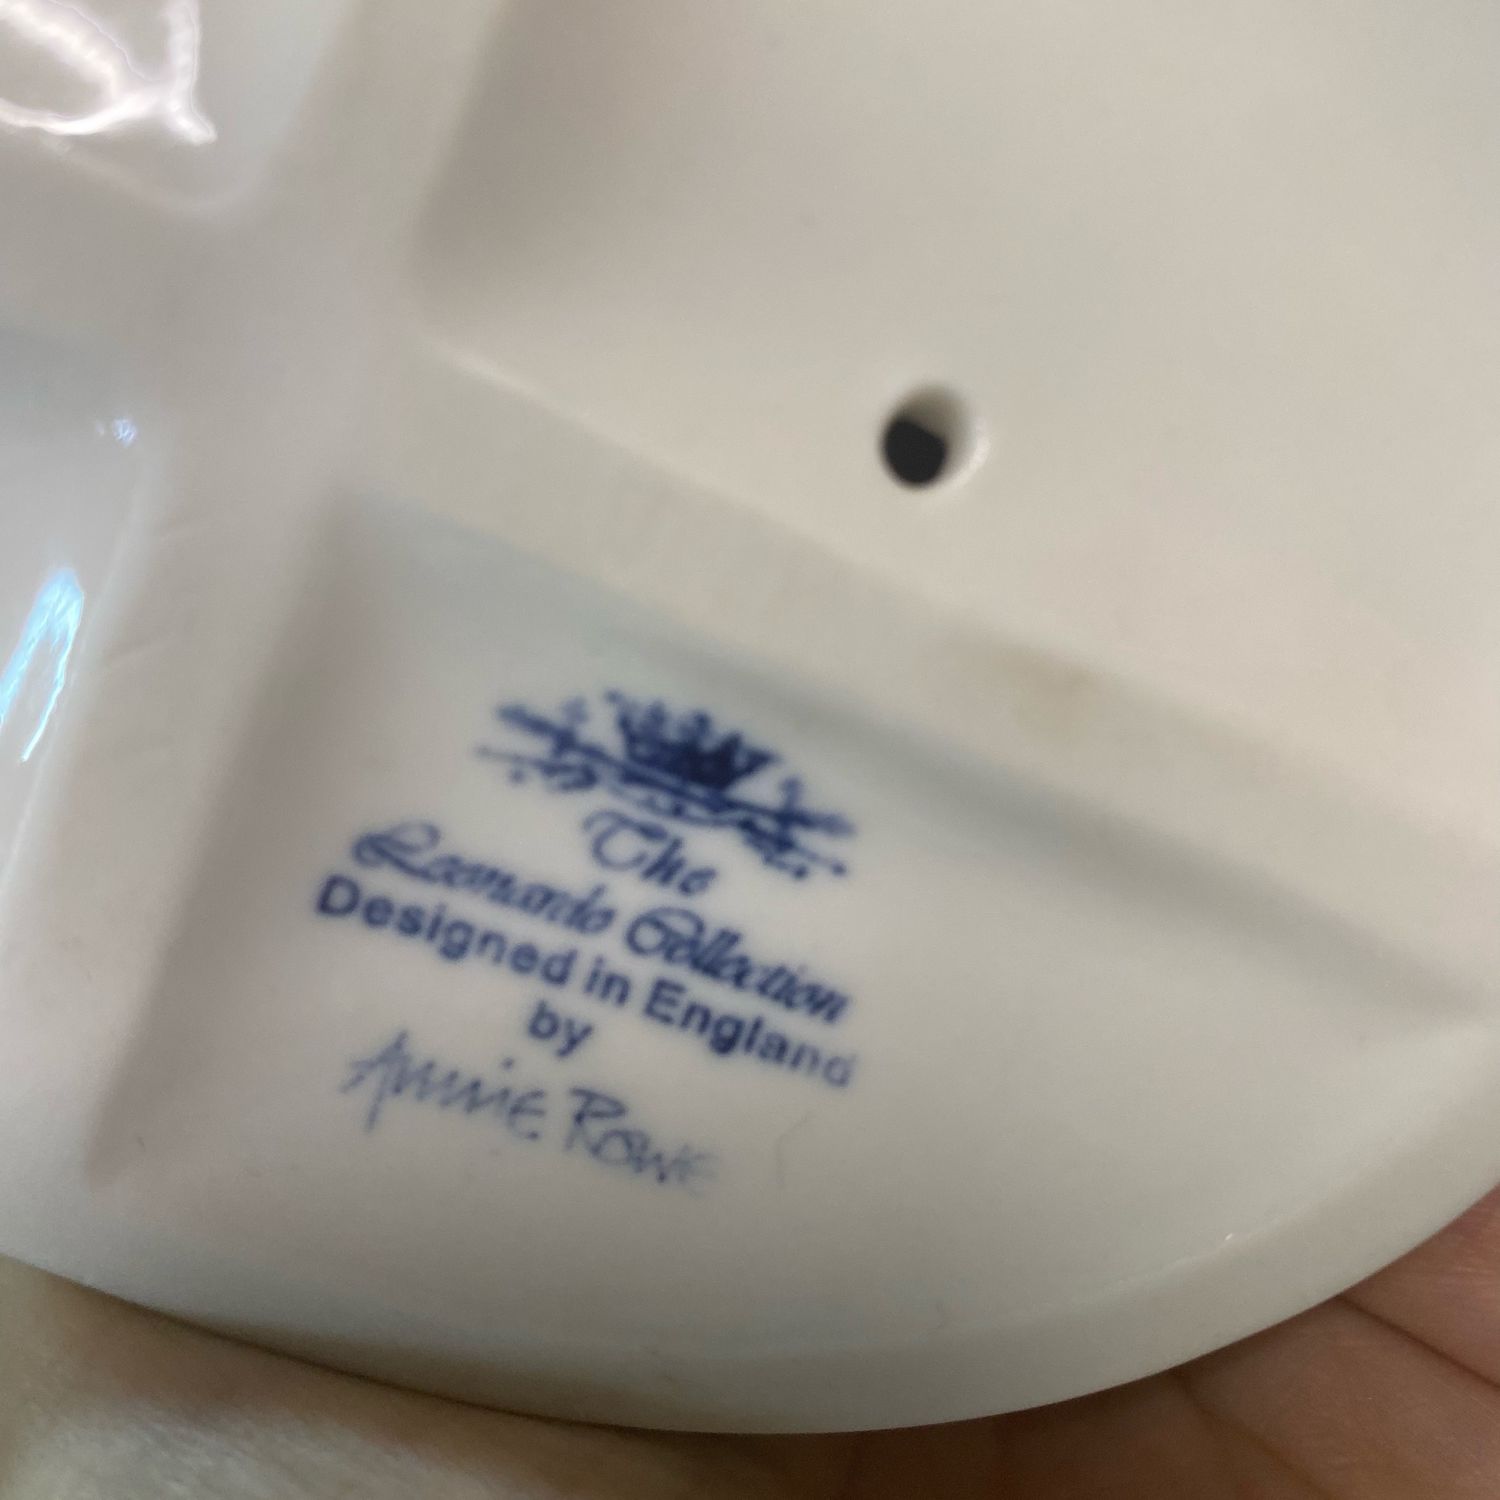 The
Leonardo Collection
Designed in England
by
Annie Rowe